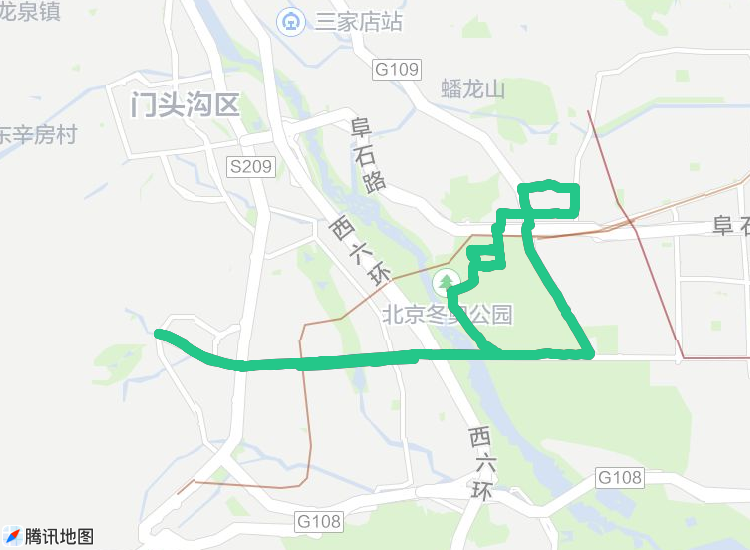 龙泉镇
三家店站
G109
蟠龙山
门头沟区
东辛房村
阜石路
S209
西六环
阜石
北京冬奥公园
西六环
G108
G108
腾讯地图